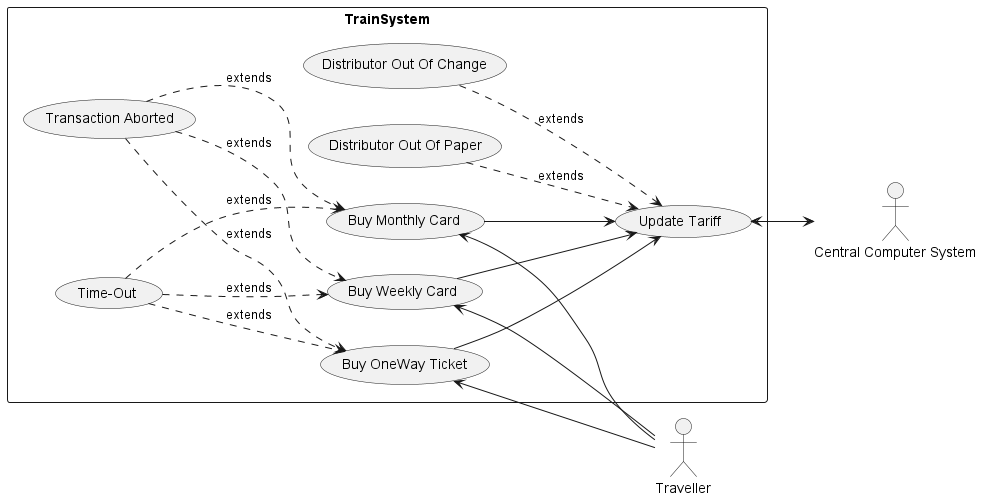 TrainSystem
Distributor Out Of Change
extends
Transaction Aborted
extends
extends
Distributor Out Of Paper
extends
extends
Buy Monthly Card
Update Tariff
extends
Central Computer System
Time-Out
extends
Buy Weekly Card
extends
Buy OneWay Ticket
Traveller